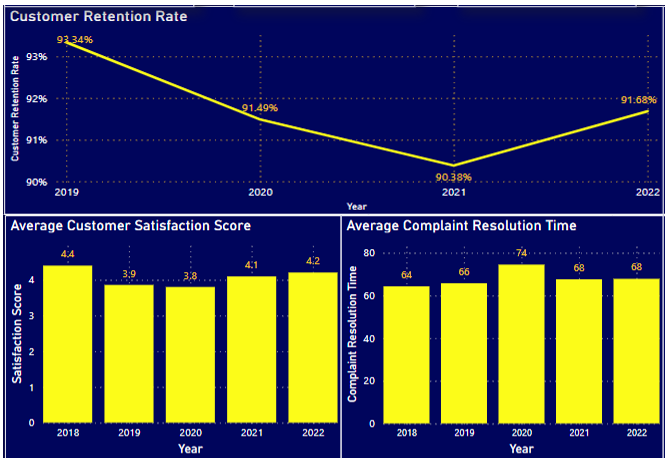 Customer Retention Rate
Customer Retention Rate
93%
92%
91%
90%
93.34%
91.49%
90.38%
91.68%
2019 2020 2021 2022
Year
Average Customer Satisfaction Score
Satisfaction Score
4
3
2
1
0
4.4 3.9 3.8 4.1 4.2
2018 2019 2020 2021 2022
Year
Average Complaint Resolution Time
Complaint Resolution Time
80
60
40
20
0
64 66 74 68 68
2018 2019 2020 2021 2022
Year